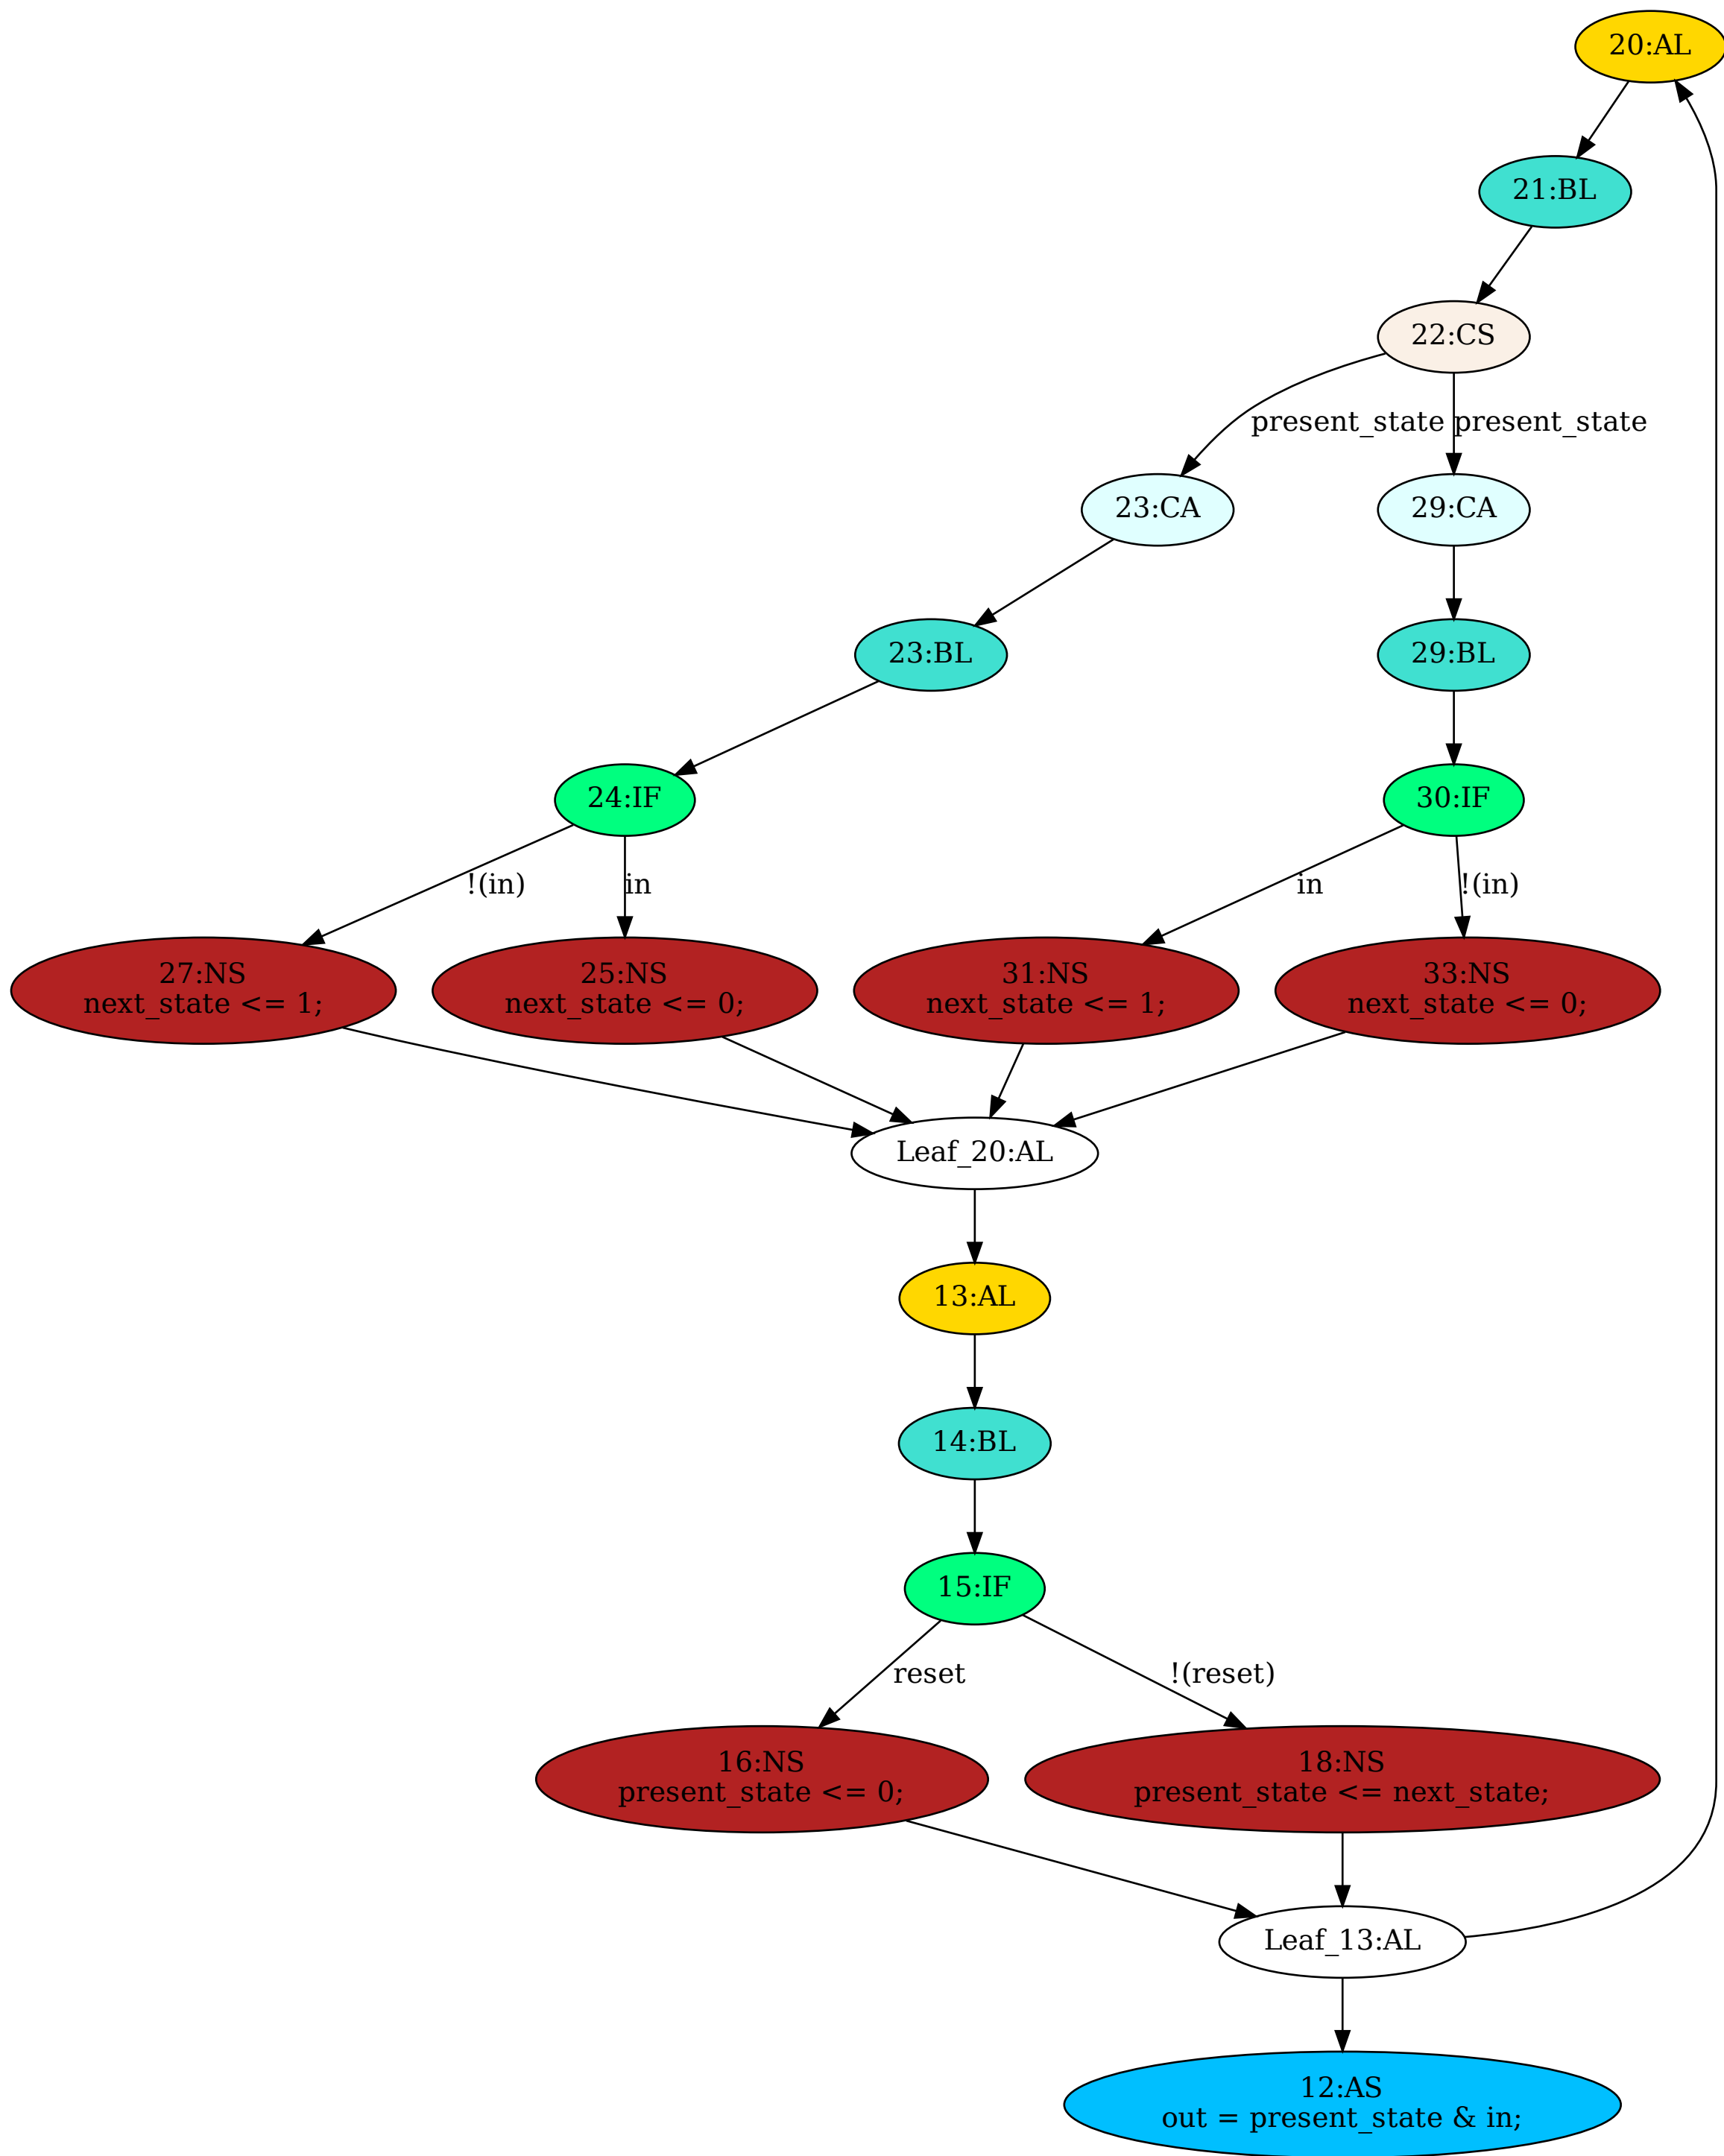 20:AL
21:BL
22:CS
present_state
present_state
23:CA
29:CA
23:BL
29:BL
24:IF
30:IF
!(in)
in
in
!(in)
27:NS
next_state <= 1;
25:NS
next_state <= 0;
31:NS
next_state <= 1;
33:NS
next_state <= 0;
Leaf_20:AL
13:AL
14:BL
15:IF
reset
!(reset)
16:NS
present_state <= 0;
18:NS
present_state <= next_state;
Leaf_13:AL
12:AS
out = present_state & in;